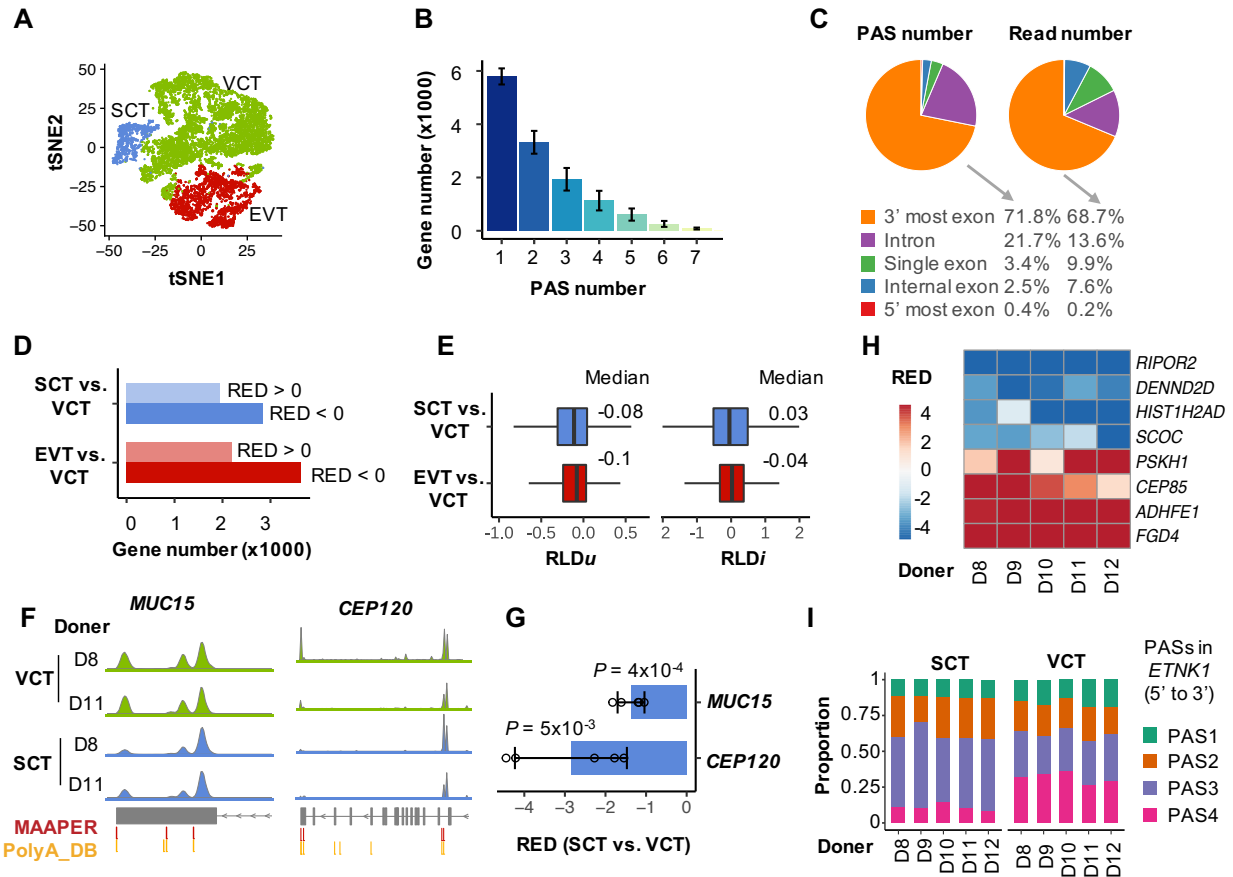 A
50
25
0
−25
−50
tSNE2
SCT
VCT
EVT
−50 −25 0 25
tSNE1
B
6
4
2
0
Gene number (x1000)
1 2 3 4 5 6 7
PAS number
C
PAS number Read number
3' most exon 71.8% 68.7%
Intron 21.7% 13.6%
Single exon 3.4% 9.9%
Internal exon 2.5% 7.6%
5' most exon 0.4% 0.2%
D
SCT vs. VCT
RED > 0
RED < 0
EVT vs. VCT
RED > 0
RED < 0
0 1 2 3
Gene number (x1000)
E
Median Median
SCT vs. VCT
-0.08 0.03
EVT vs. VCT
-0.1 -0.04
-1.0 -0.5 0.0 0.5
RLDu
2 -1 0 1 2
RLDi
H
RED
4
2
0
-2
-4
RIPOR2
DENND2D
HIST1H2AD
SCOC
PSKH1
CEP85
ADHFE1
FGD4
Doner D8 D9 D10 D11 D12
F
MUC15 CEP120
Doner
VCT
D8
D11
SCT
D8
D11
MAAPER
PolyA_DB
G
P = 4x10-4
MUC15
P = 5x10-3
CEP120
−4 −3 −2 −1 0
RED (SCT vs. VCT)
I
SCT VCT
1
0.75
0.50
0.25
0
Proportion
Doner D8 D9 D10 D11 D12 D8 D9 D10 D11 D12
PASs in
ETNK1
(5' to 3')
PAS1
PAS2
PAS3
PAS4